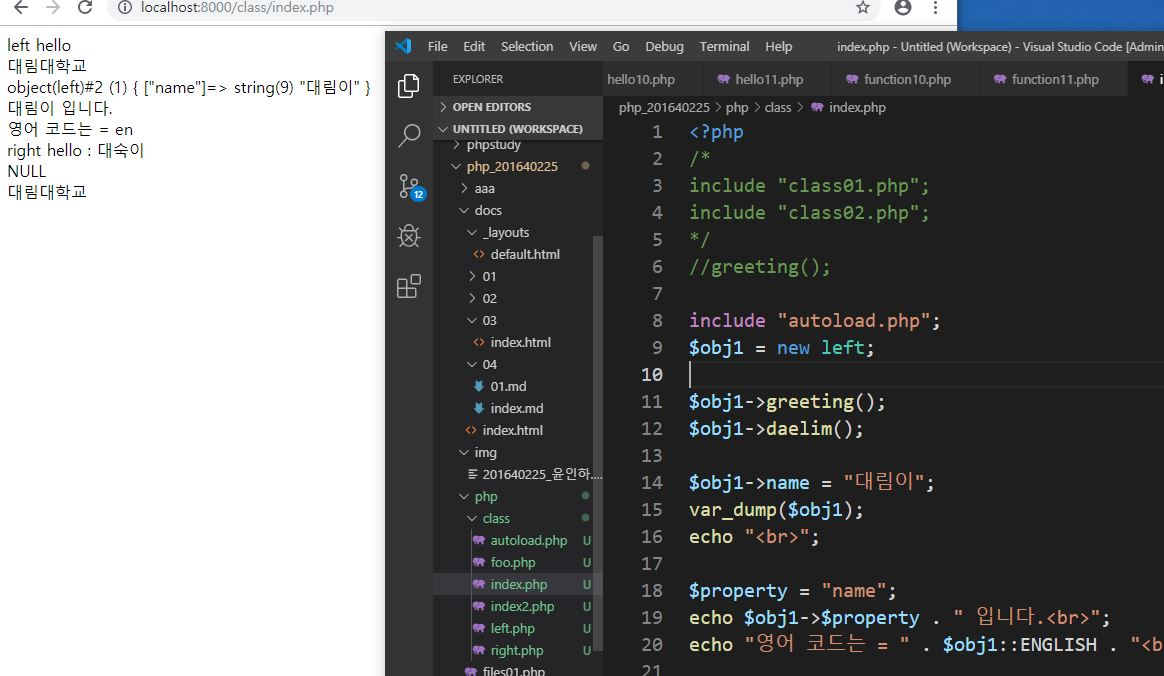 localhost:8000/class/index.php
left hello
대림대학교
object(left)#2 (1) { ["name"]=> string(9) "대림이" }
대림이 입니다.
영어 코드는 = en
right hello : 대숙이
NULL
대림대학교
File Edit Selection View Go Debug Terminal Help index.php - Untitled (Workspace) - Visual Studio Code [Admin
EXPLORER
OPEN EDITORS
UNTITLED (WORKSPACE)
phpstudy
php_201640225
aaa
docs
_layouts
default.html
01
02
03
index.html
04
01.md
index.md
index.html
img
201640225_윤인하....
php
class
autoload.php U
foo.php U
index.php U
index2.php U
left.php U
right.php U
files01.php
12
hello10.php hello11.php function10.php function11.php i
php_201640225 > php > class > index.php
1 <?php
2 /*
3 include "class01.php";
4 include "class02.php";
5 */
6 //greeting();
7
8 include "autoload.php";
9 $obj1 = new left;
10
11 $obj1->greeting();
12 $obj1->daelim();
13
14 $obj1->name = "대림이";
15 var_dump($obj1);
16 echo "<br>";
17
18 $property = "name";
19 echo $obj1->$property . " 입니다.<br>";
20 echo "영어 코드는 = " . $obj1::ENGLISH . "<b
21